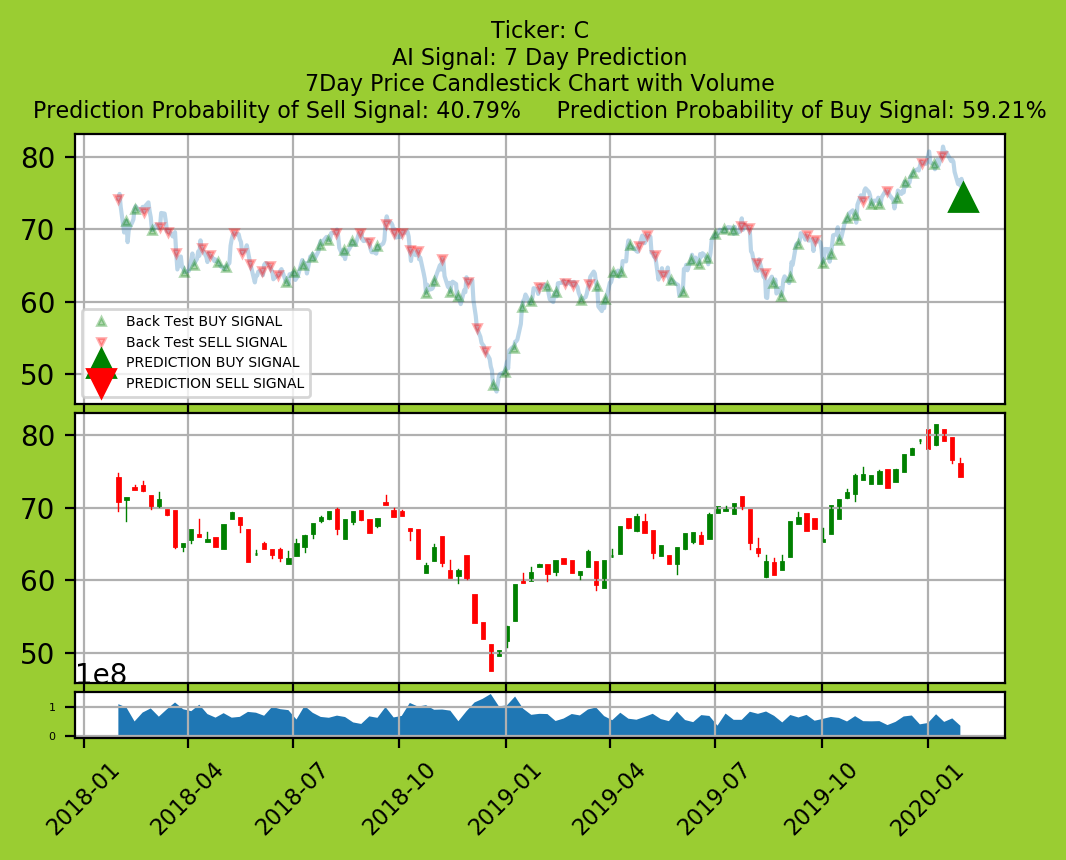 Ticker: C
AI Signal: 7 Day Prediction
7Day Price Candlestick Chart with Volume
Prediction Probability of Sell Signal: 40.79%     Prediction Probability of Buy Signal: 59.21%
80
70
60
50
Back Test BUY SIGNAL
Back Test SELL SIGNAL
PREDICTION BUY SIGNAL
PREDICTION SELL SIGNAL
80
70
60
50
1e8
1
0
2018-01 2018-04 2018-07 2018-10 2019-01 2019-04 2019-07 2019-10 2020-01